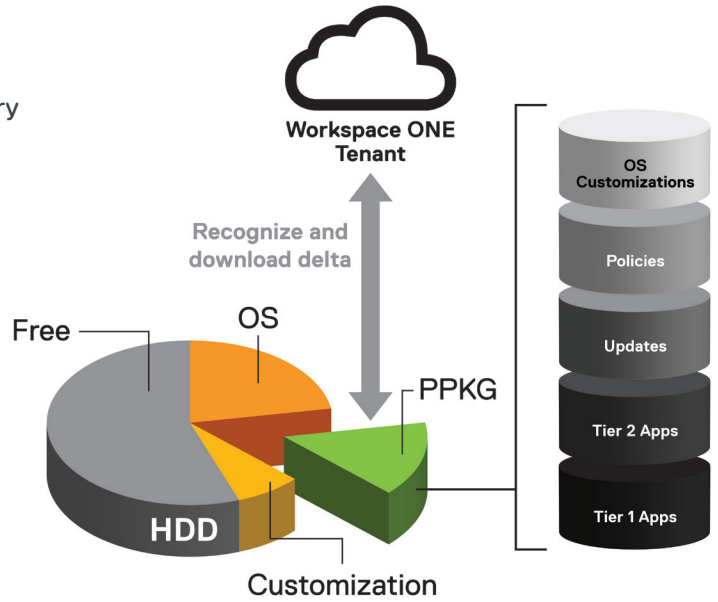 ry
Workspace ONE
Tenant
Recognize and
download delta
Free
OS
PPKG
HDD
Customization
OS
Customizations
Policies
Updates
Tier 2 Apps
Tier 1 Apps